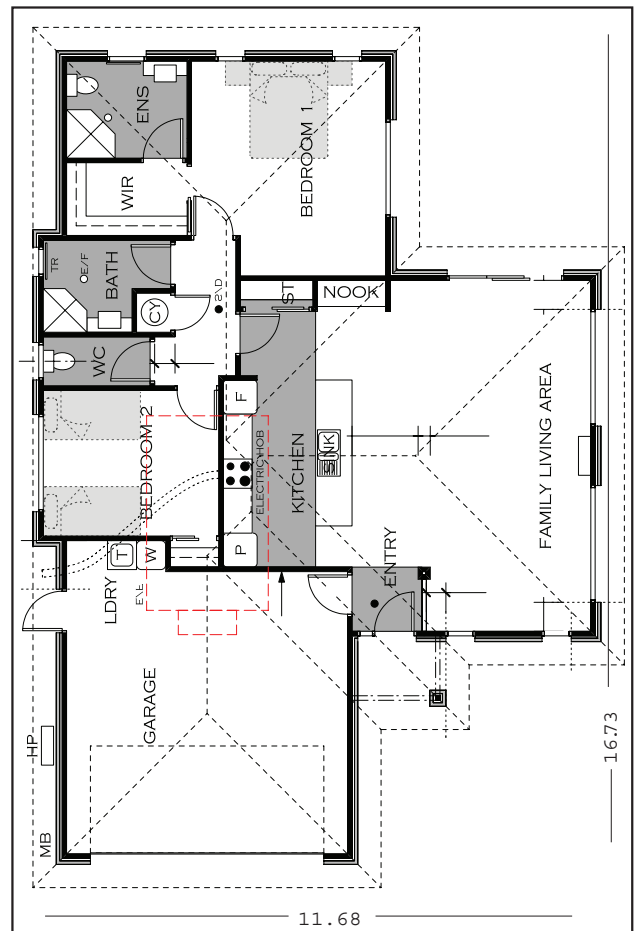 ENS
BEDROOM 1
WIR
TR
E/F
BATH
CY
S\D
ST
NOOK
WC
F
BEDROOM 2
ELECTRIC HOB
KITCHEN
SINK
FAMILY LIVING AREA
P
W
T
LDRY
E\E
ENTRY
GARAGE
HP
MB
16.73
11.68